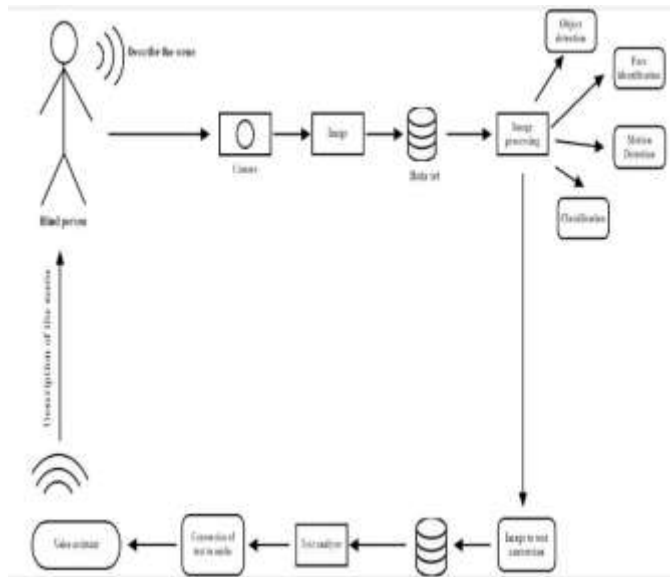 Object
detection
Describe the scene
Face
identification
Image
Image
processing
Motion
Detection
Camera
Data set
Classification
Blind person
Description of the scene
Voice assistant
Conversion of
text to audio
Text analyzer
Image to text
conversion